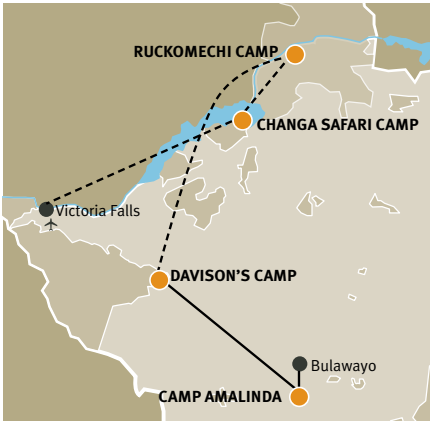 RUCKOMECHI CAMP
CHANGA SAFARI CAMP
Victoria Falls
DAVISON’S CAMP
Bulawayo
CAMP AMALINDA